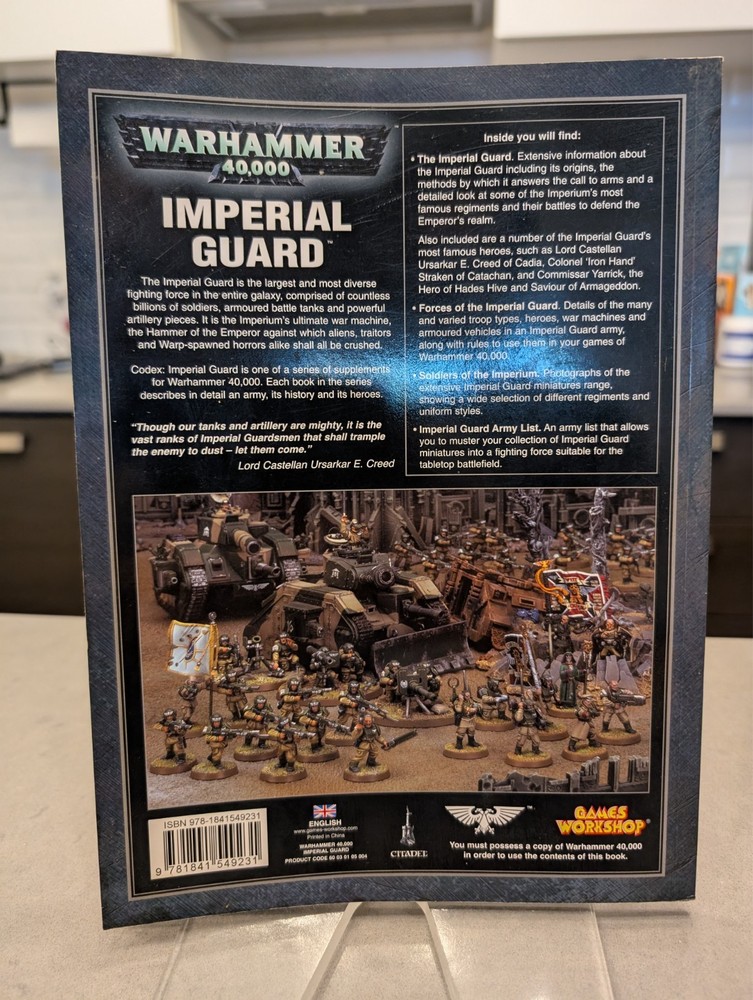 WARHAMMER
40,000
™
IMPERIAL
GUARD™
The Imperial Guard is the largest and most diverse
fighting force in the entire galaxy, comprised of countless
billions of soldiers, armoured battle tanks and powerful
artillery pieces. It is the Imperium's ultimate war machine,
the Hammer of the Emperor against which aliens, traitors
and Warp-spawned horrors alike shall all be crushed.
Codex: Imperial Guard is one of a series of supplements
for Warhammer 40,000. Each book in the series
describes in detail an army, its history and its heroes.
"Though our tanks and artillery are mighty, it is the
vast ranks of Imperial Guardsmen that shall trample
the enemy to dust – let them come."
Lord Castellan Ursarkar E. Creed
Inside you will find:
• The Imperial Guard. Extensive information about
the Imperial Guard including its origins, the
methods by which it answers the call to arms and a
detailed look at some of the Imperium's most
famous regiments and their battles to defend the
Emperor's realm.
Also included are a number of the Imperial Guard's
most famous heroes, such as Lord Castellan
Ursarkar E. Creed of Cadia, Colonel 'Iron Hand'
Straken of Catachan, and Commissar Yarrick, the
Hero of Hades Hive and Saviour of Armageddon.
• Forces of the Imperial Guard. Details of the many
and varied troop types, heroes, war machines and
armoured vehicles in an Imperial Guard army,
along with rules to use them in your games of
Warhammer 40,000.
• Soldiers of the Imperium. Photographs of the
extensive Imperial Guard miniatures range,
showing a wide selection of different regiments and
uniform styles.
• Imperial Guard Army List. An army list that allows
you to muster your collection of Imperial Guard
miniatures into a fighting force suitable for the
tabletop battlefield.
ISBN 978-1841549231
9 781841 549231
ENGLISH
www.games-workshop.com
Printed in China
WARHAMMER 40,000
IMPERIAL GUARD
PRODUCT CODE 60 03 01 05 004
CITADEL
GAMES
WORKSHOP
You must possess a copy of Warhammer 40,000
in order to use the contents of this book.